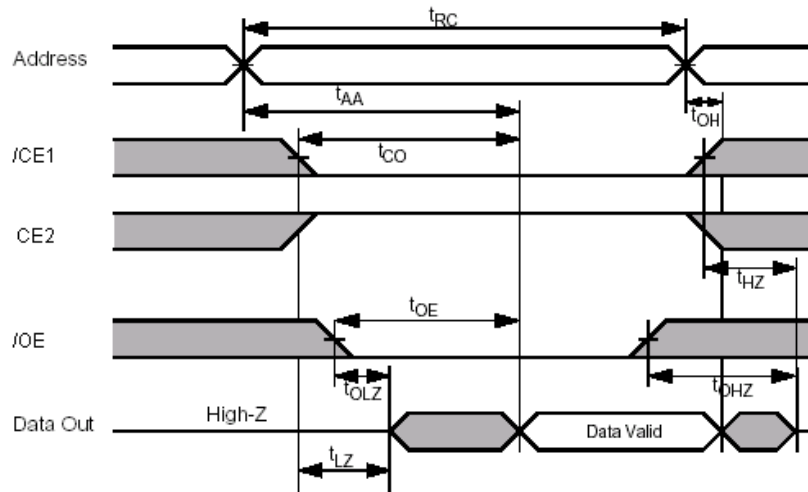 tRC
Address
tAA
tOH
/CE1
tCO
CE2
tHZ
tOE
/OE
tOLZ
tOHZ
High-Z
Data Out
Data Valid
tLZ